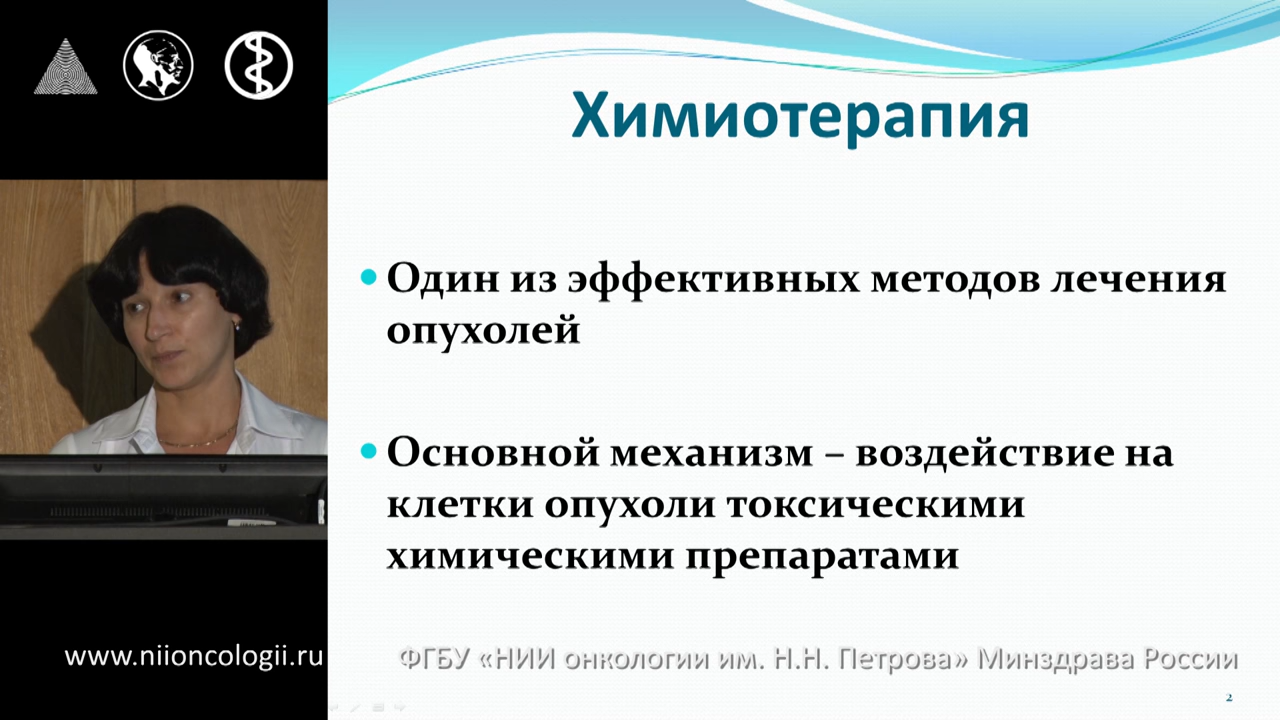 Химиотерапия
Один из эффективных методов лечения
опухолей
Основной механизм – воздействие на
клетки опухоли токсическими
химическими препаратами
www.niioncologii.ru
ФГБУ «НИИ онкологии им. Н.Н. Петрова» Минздрава России
2